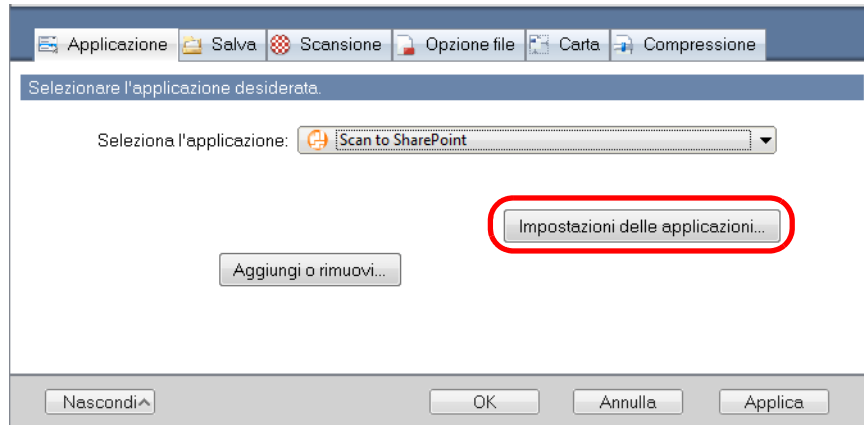 Applicazione Salva Scansione Opzione file Carta Compressione
Selezionare l'applicazione desiderata.
Seleziona l'applicazione: Scan to SharePoint
Impostazioni delle applicazioni...
Aggiungi o rimuovi...
Nascondi OK Annulla Applica